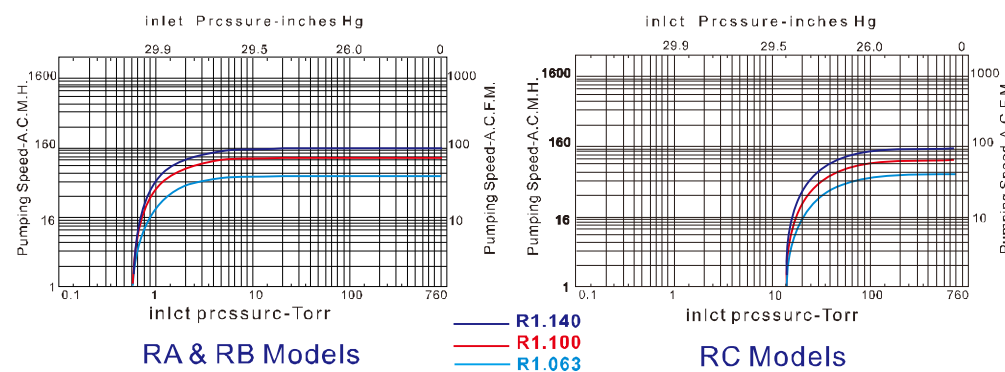 inlet Prcssure-inches Hg
29.9 29.5 26.0 0
1600 1000
160 100
16 10
1
0.1 1 10 100 760
Pumping Speed-A.C.M.H.
Pumping Speed-A.C.F.M.
inlct prcssurc-Torr
RA & RB Models
inlct Prcssure-inches Hg
29.9 29.5 26.0 0
1600 1000
160 100
16 10
1
0.1 1 10 100 760
Pumping Speed-A.C.M.H.
Pumping Speed-A.C.F.M.
inlct prcssurc-Torr
RC Models
R1.140
R1.100
R1.063